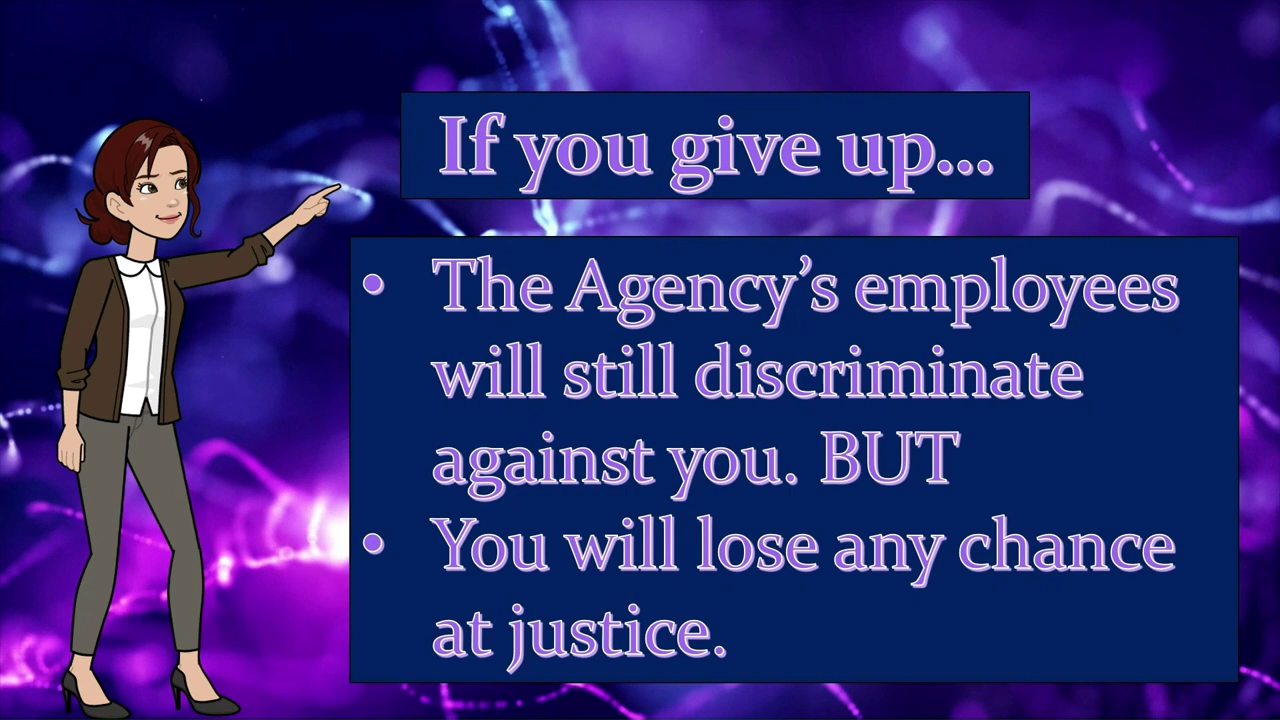 If you give up...
• The Agency’s employees
will still discriminate
against you. BUT
• You will lose any chance
at justice.